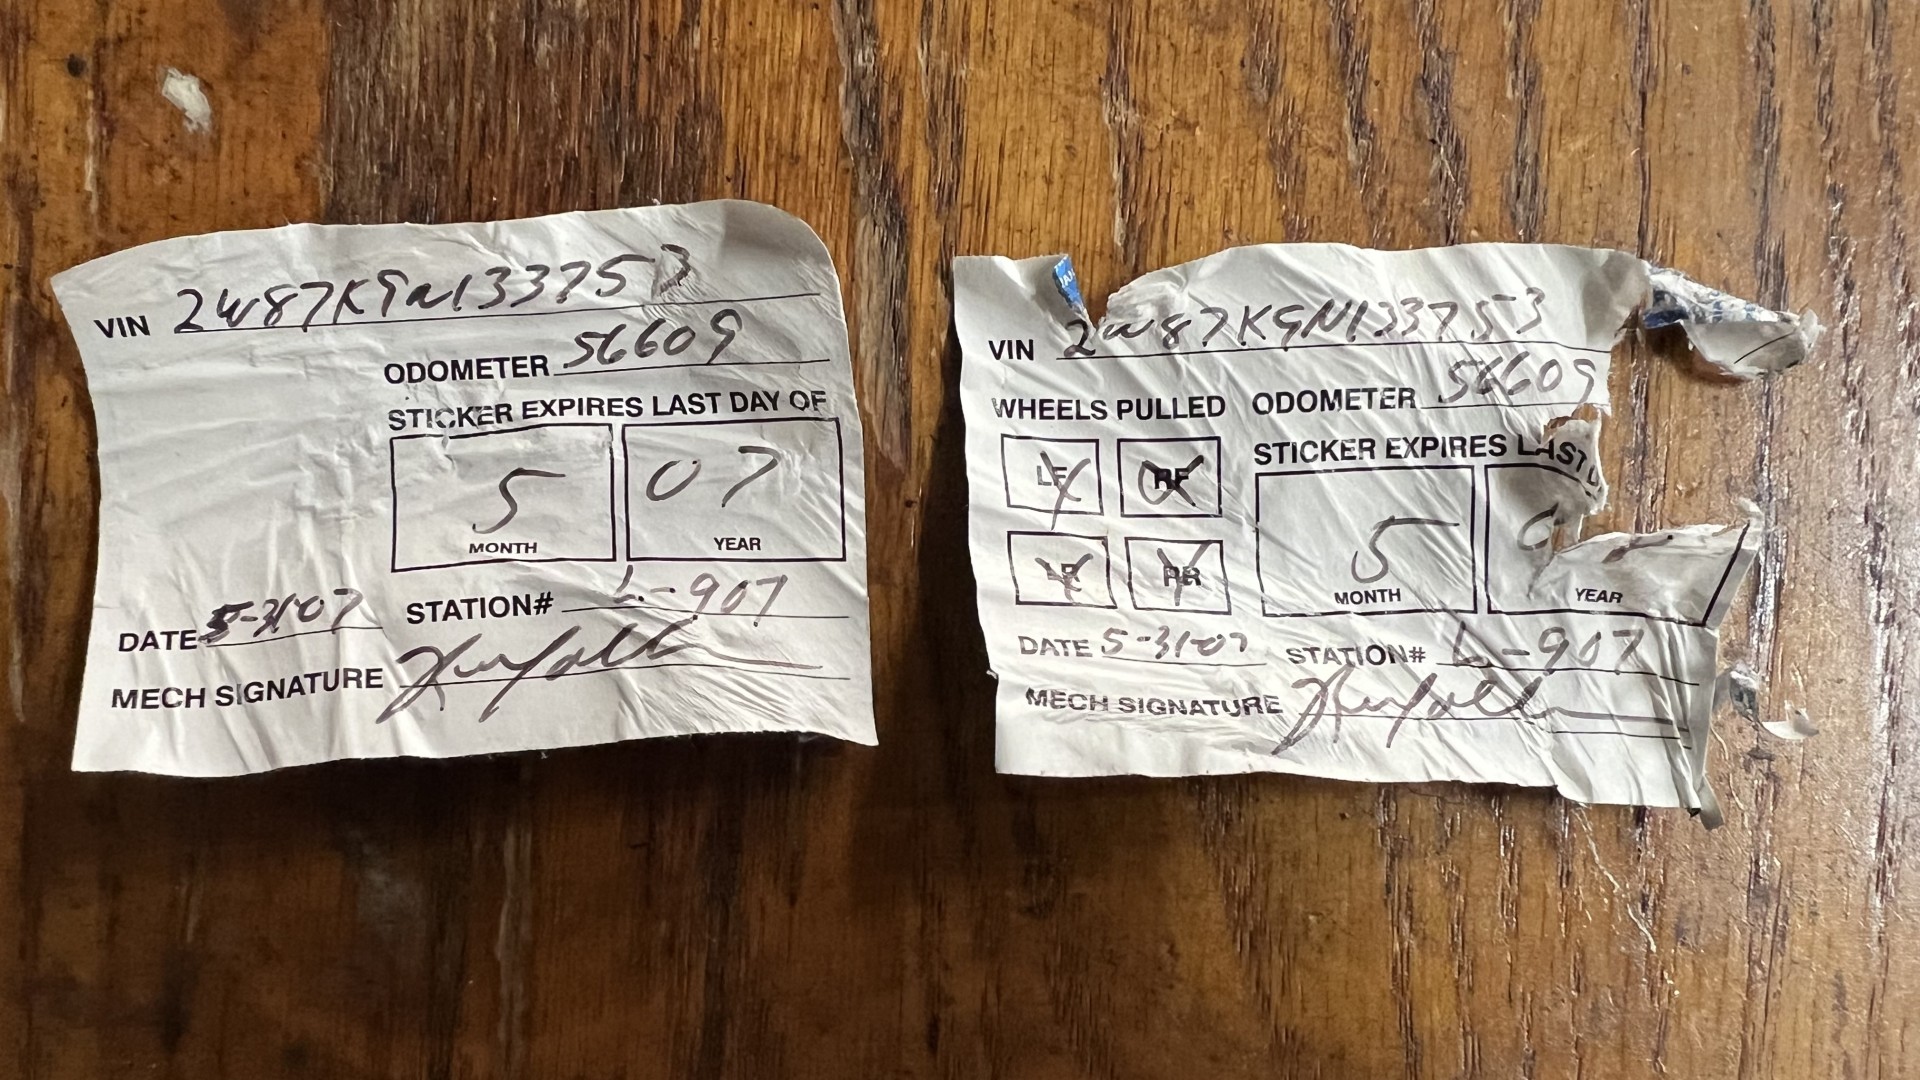 VIN 2W87K9N133753
ODOMETER 56609
STICKER EXPIRES LAST DAY OF
5 07
MONTH YEAR
DATE 5-31-07 STATION# L-907
MECH SIGNATURE
VIN 2W87K9N133753
WHEELS PULLED ODOMETER 56609
STICKER EXPIRES LAST
LF RF
5
LR RR
MONTH YEAR
DATE 5-31-07 STATION# L-907
MECH SIGNATURE